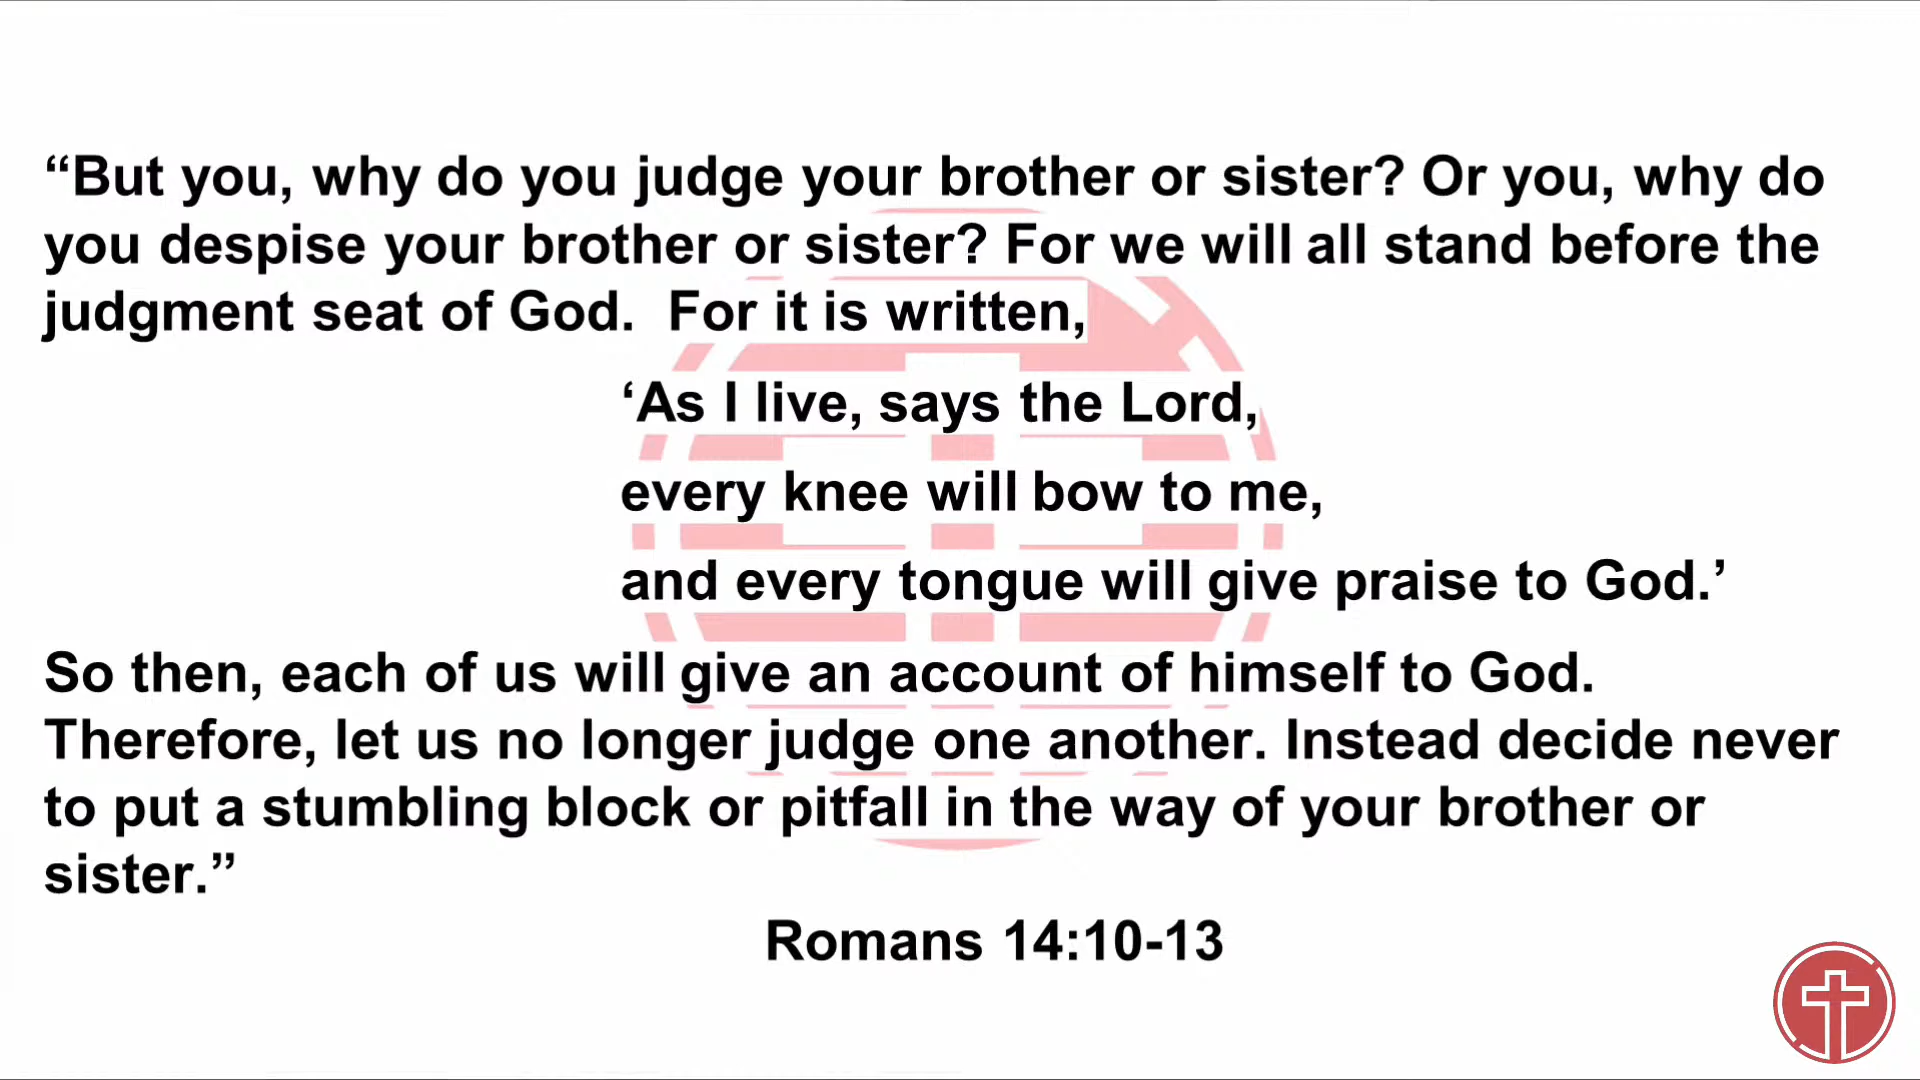 “But you, why do you judge your brother or sister? Or you, why do
you despise your brother or sister? For we will all stand before the
judgment seat of God.  For it is written,
‘As I live, says the Lord,
every knee will bow to me,
and every tongue will give praise to God.’
So then, each of us will give an account of himself to God.
Therefore, let us no longer judge one another. Instead decide never
to put a stumbling block or pitfall in the way of your brother or
sister.”
Romans 14:10-13